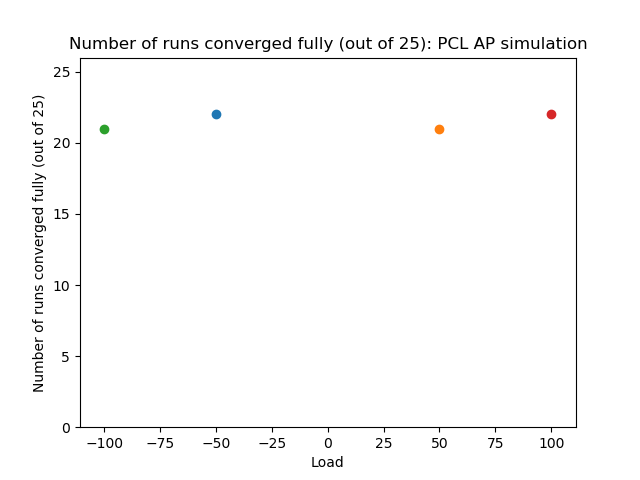 Number of runs converged fully (out of 25): PCL AP simulation
Number of runs converged fully (out of 25)
25
20
15
10
5
0
−100 −75 −50 −25 0 25 50 75 100
Load